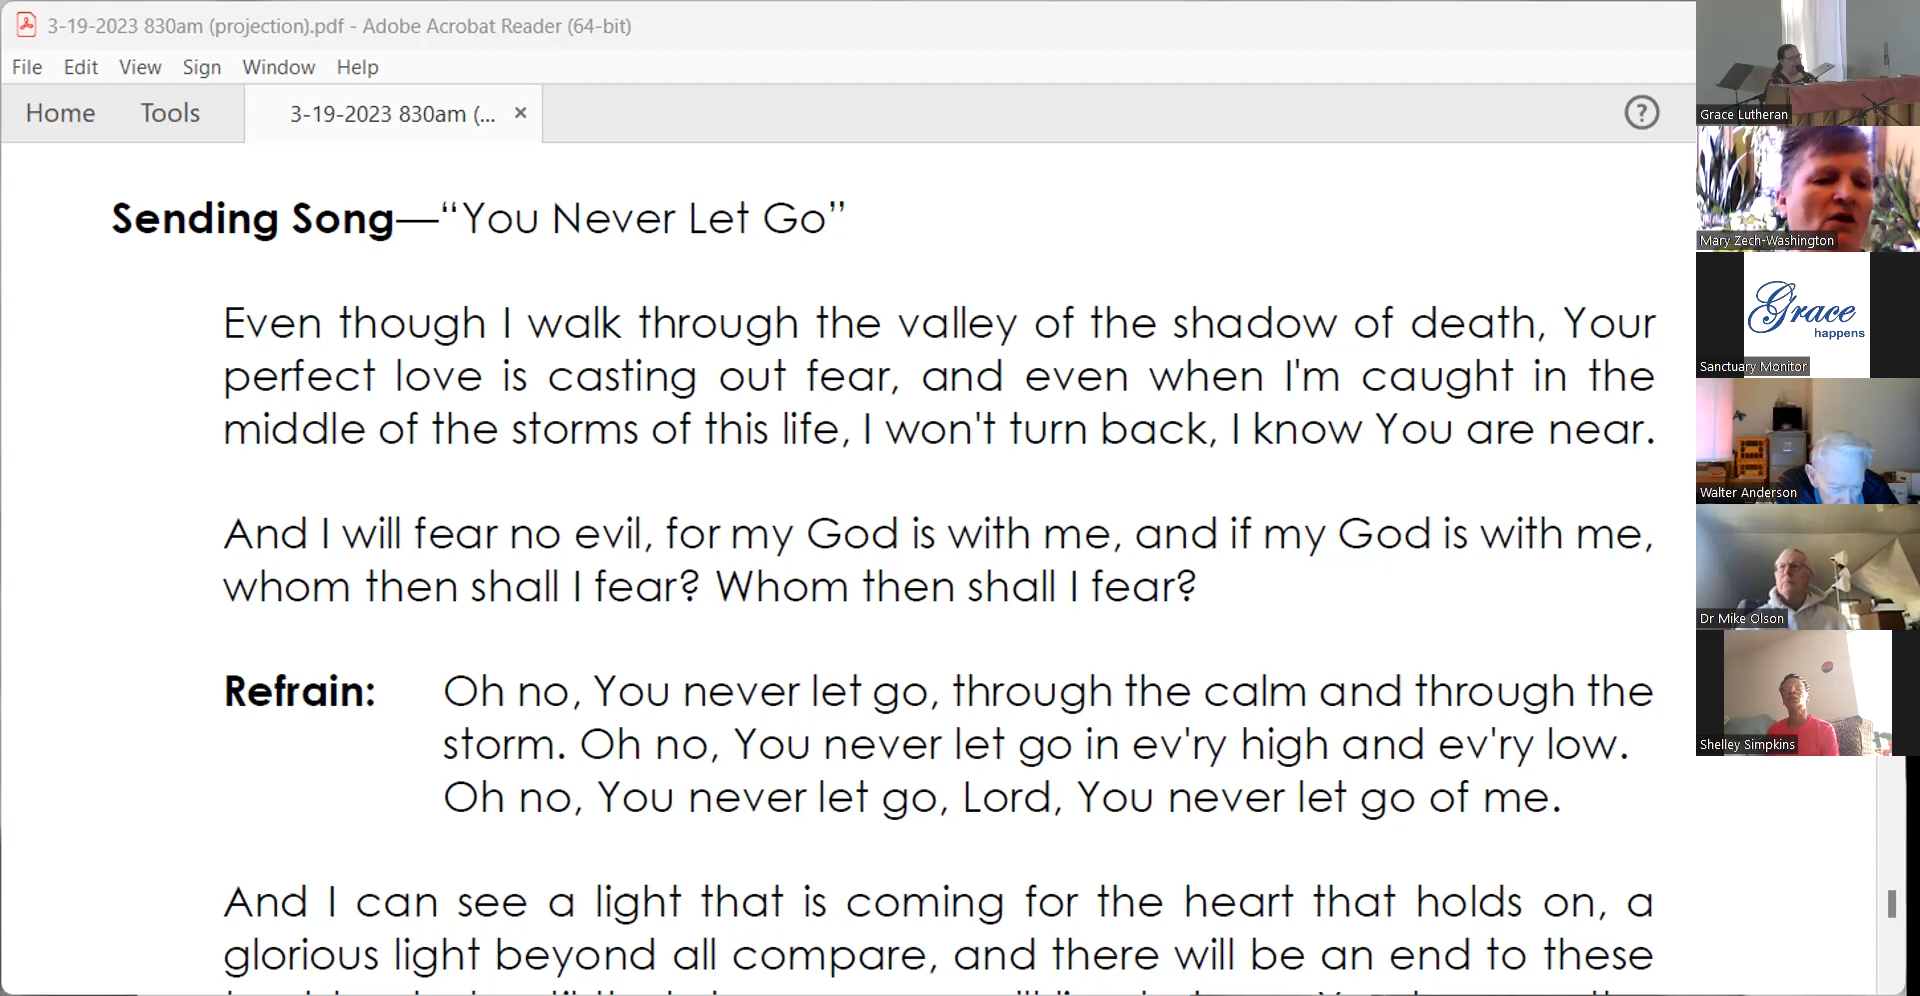 3-19-2023 830am (projection).pdf - Adobe Acrobat Reader (64-bit)
File Edit View Sign Window Help
Home Tools 3-19-2023 830am (... × ?
Sending Song—“You Never Let Go”
Even though I walk through the valley of the shadow of death, Your
perfect love is casting out fear, and even when I'm caught in the
middle of the storms of this life, I won't turn back, I know You are near.
And I will fear no evil, for my God is with me, and if my God is with me,
whom then shall I fear? Whom then shall I fear?
Refrain: Oh no, You never let go, through the calm and through the
storm. Oh no, You never let go in ev'ry high and ev'ry low.
Oh no, You never let go, Lord, You never let go of me.
And I can see a light that is coming for the heart that holds on, a
glorious light beyond all compare, and there will be an end to these
Grace Lutheran
Mary Zech-Washington
Grace
happens
Sanctuary Monitor
Walter Anderson
Dr Mike Olson
Shelley Simpkins